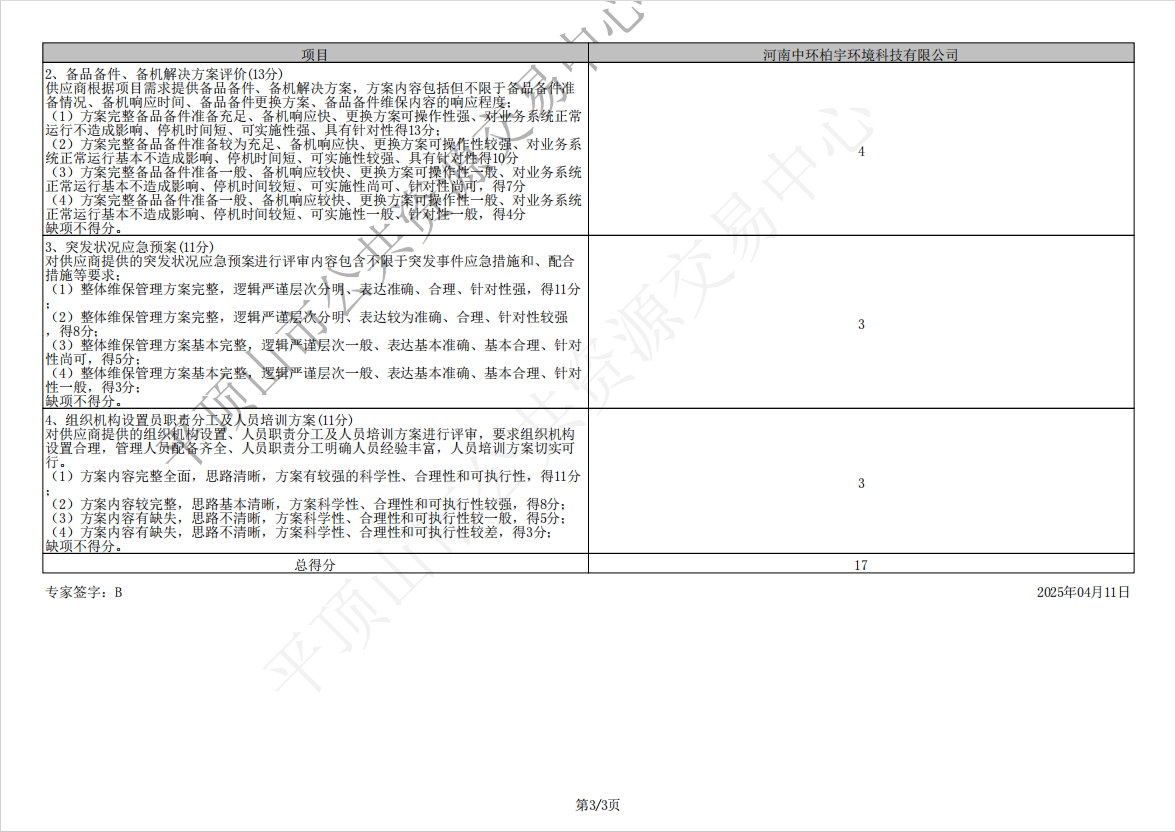 项目
河南中环柏宇环境科技有限公司
2、备品备件、备机解决方案评价(13分)
供应商根据项目需求提供备品备件、备机解决方案，方案内容包括但不限于备品备件准
备情况、备机响应时间、备品备件更换方案、备品备件维保内容的响应程度；
（1）方案完整备品备件准备充足、备机响应快、更换方案可操作性强、对业务系统正常
运行不造成影响、停机时间短、可实施性强、具有针对性得13分；
（2）方案完整备品备件准备较为充足、备机响应快、更换方案可操作性较强、对业务系
统正常运行基本不造成影响、停机时间短、可实施性较强、具有针对性得10分
（3）方案完整备品备件准备一般、备机响应较快、更换方案可操作性一般、对业务系统
正常运行基本不造成影响、停机时间较短、可实施性尚可、针对性尚可，得7分
（4）方案完整备品备件准备一般、备机响应较快、更换方案可操作性一般、对业务系统
正常运行基本不造成影响、停机时间较短、可实施性一般、针对性一般，得4分
缺项不得分。
4
3、突发状况应急预案(11分)
对供应商提供的突发状况应急预案进行评审内容包含不限于突发事件应急措施和、配合
措施等要求；
（1）整体维保管理方案完整，逻辑严谨层次分明、表达准确、合理、针对性强，得11分
；
（2）整体维保管理方案完整，逻辑严谨层次分明、表达较为准确、合理、针对性较强
，得8分；
（3）整体维保管理方案基本完整，逻辑严谨层次一般、表达基本准确、基本合理、针对
性尚可，得5分；
（4）整体维保管理方案基本完整，逻辑严谨层次一般、表达基本准确、基本合理、针对
性一般，得3分；
缺项不得分。
3
4、组织机构设置员职责分工及人员培训方案(11分)
对供应商提供的组织机构设置、人员职责分工及人员培训方案进行评审，要求组织机构
设置合理，管理人员配备齐全、人员职责分工明确人员经验丰富，人员培训方案切实可
行。
（1）方案内容完整全面，思路清晰，方案有较强的科学性、合理性和可执行性，得11分
；
（2）方案内容较完整，思路基本清晰，方案科学性、合理性和可执行性较强，得8分；
（3）方案内容有缺失，思路不清晰，方案科学性、合理性和可执行性较一般，得5分；
（4）方案内容有缺失，思路不清晰，方案科学性、合理性和可执行性较差，得3分；
缺项不得分。
3
总得分
17
专家签字：B
2025年04月11日
平顶山市公共资源交易中心
平顶山市公共资源交易中心
第3/3页